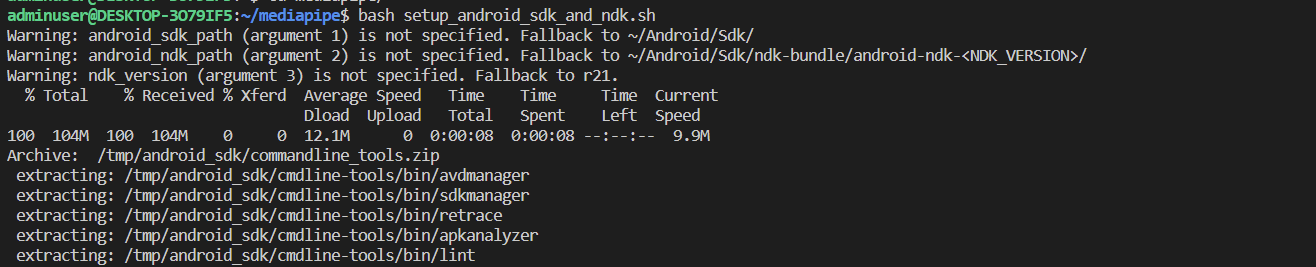 adminuser@DESKTOP-3O79IF5:~/mediapipe$ bash setup_android_sdk_and_ndk.sh
Warning: android_sdk_path (argument 1) is not specified. Fallback to ~/Android/Sdk/
Warning: android_ndk_path (argument 2) is not specified. Fallback to ~/Android/Sdk/ndk-bundle/android-ndk-<NDK_VERSION>/
Warning: ndk_version (argument 3) is not specified. Fallback to r21.
  % Total    % Received % Xferd  Average Speed   Time    Time     Time  Current
                                 Dload  Upload   Total   Spent    Left  Speed
100  104M  100  104M    0     0  12.1M      0  0:00:08  0:00:08 --:--:--  9.9M
Archive:  /tmp/android_sdk/commandline_tools.zip
 extracting: /tmp/android_sdk/cmdline-tools/bin/avdmanager
 extracting: /tmp/android_sdk/cmdline-tools/bin/sdkmanager
 extracting: /tmp/android_sdk/cmdline-tools/bin/retrace
 extracting: /tmp/android_sdk/cmdline-tools/bin/apkanalyzer
 extracting: /tmp/android_sdk/cmdline-tools/bin/lint